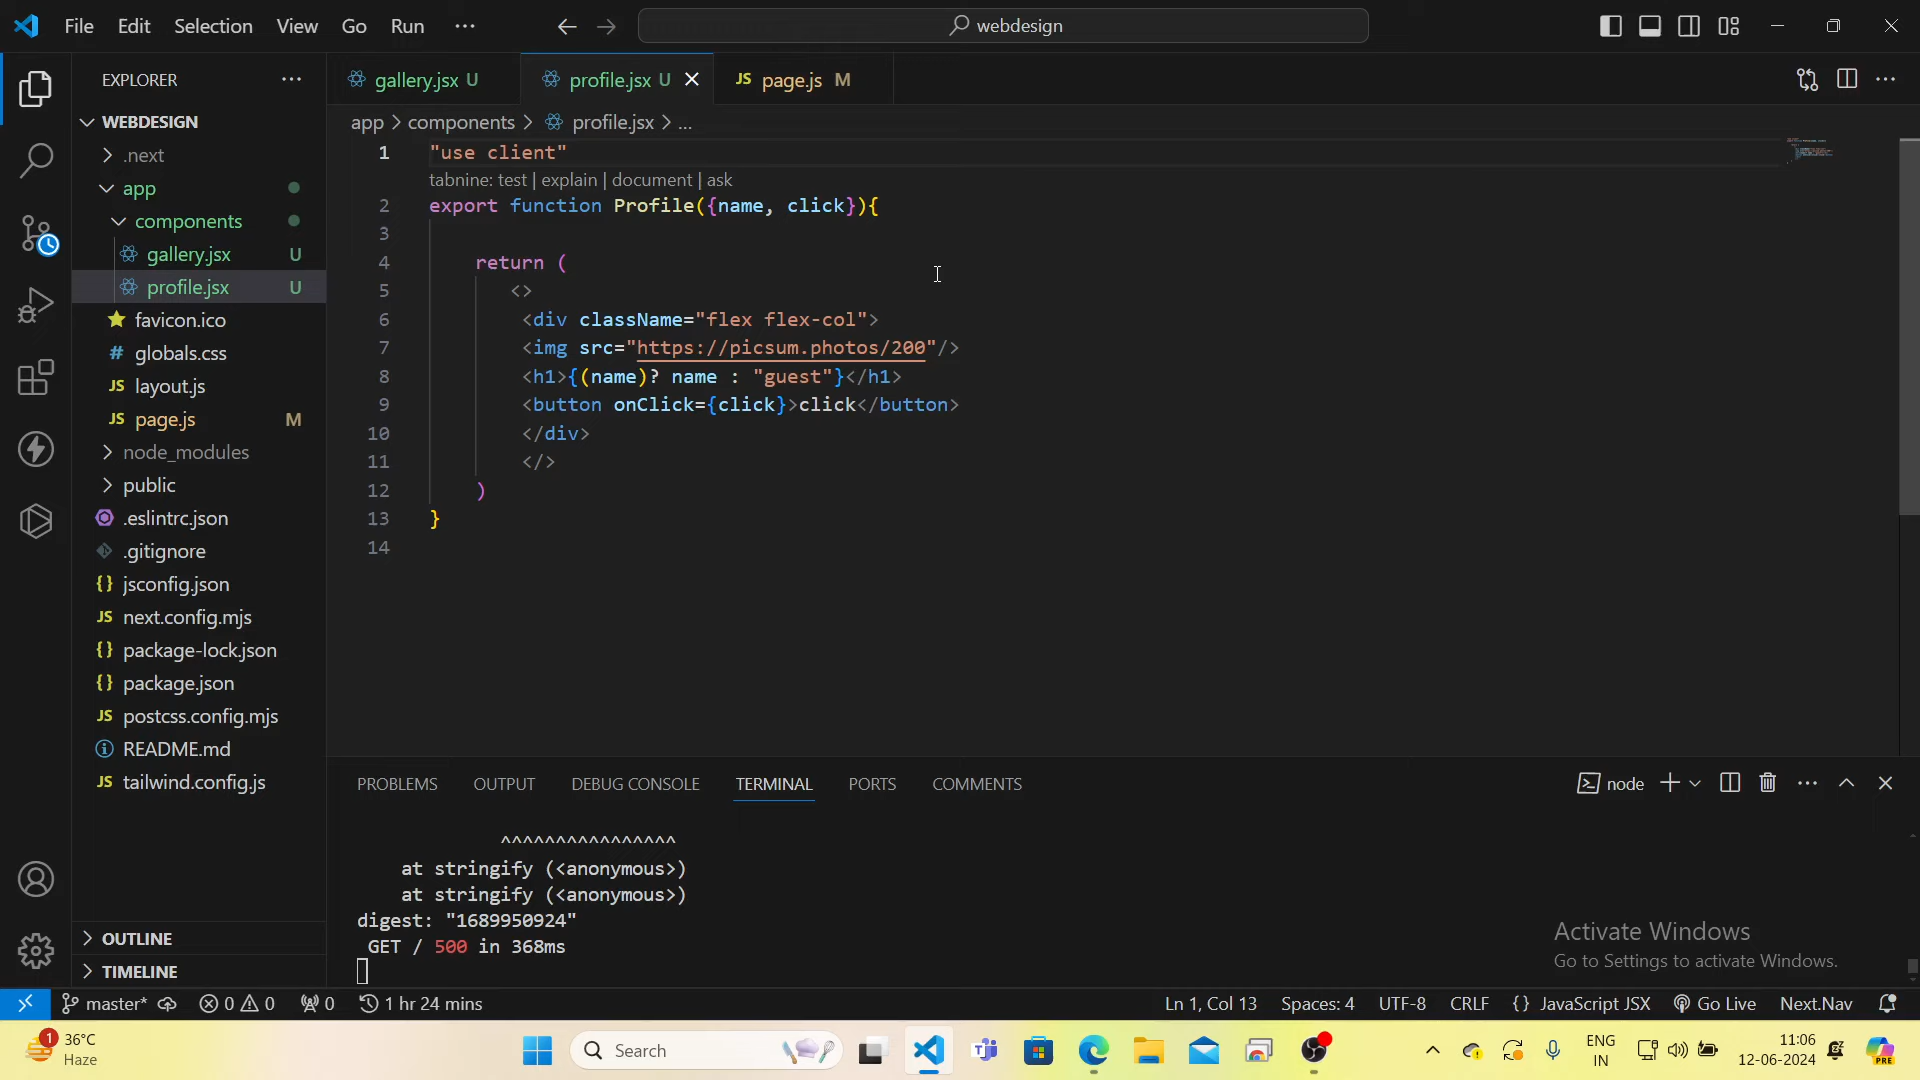 File Edit Selection View Go Run ... webdesign
EXPLORER ...
WEBDESIGN
.next
app
components
gallery.jsx U
profile.jsx U
favicon.ico
# globals.css
JS layout.js
JS page.js M
node_modules
public
.eslintrc.json
.gitignore
{} jsconfig.json
JS next.config.mjs
{} package-lock.json
{} package.json
JS postcss.config.mjs
README.md
JS tailwind.config.js
OUTLINE
TIMELINE
gallery.jsx U profile.jsx U JS page.js M
app > components > profile.jsx > ...
1 "use client"
tabnine: test | explain | document | ask
2 export function Profile({name, click}){
3
4 return (
5 <>
6 <div className="flex flex-col">
7 <img src="https://picsum.photos/200"/>
8 <h1>{(name)? name : "guest"}</h1>
9 <button onClick={click}>click</button>
10 </div>
11 </>
12 )
13 }
14
PROBLEMS OUTPUT DEBUG CONSOLE TERMINAL PORTS COMMENTS node
^^^^^^^^^^^^^^^^
at stringify (<anonymous>)
at stringify (<anonymous>)
digest: "1689950924"
GET / 500 in 368ms
Activate Windows
Go to Settings to activate Windows.
master* 0 0 0 1 hr 24 mins Ln 1, Col 13 Spaces: 4 UTF-8 CRLF {} JavaScript JSX Go Live Next.Nav
1 36°C
Haze
Search
ENG
IN
11:06
12-06-2024
PRE